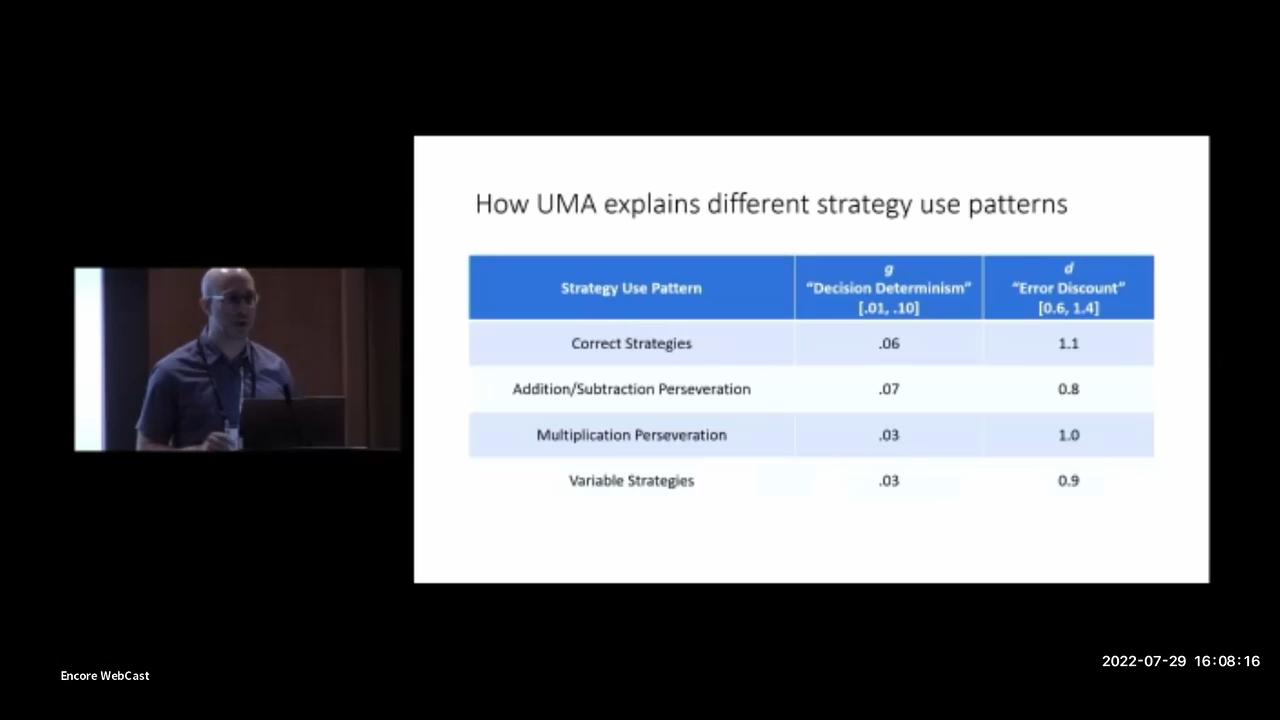 How UMA explains different strategy use patterns
Strategy Use Pattern
g
“Decision Determinism”
[.01, .10]
d
“Error Discount”
[0.6, 1.4]
Correct Strategies .06 1.1
Addition/Subtraction Perseveration .07 0.8
Multiplication Perseveration .03 1.0
Variable Strategies .03 0.9
2022-07-29 16:08:16
Encore WebCast